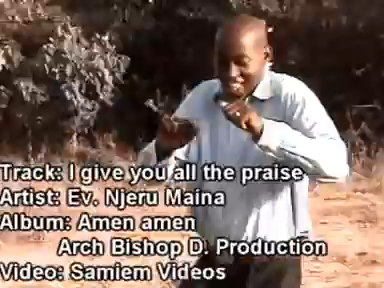 Track: I give you all the praise
Artist: Ev. Njeru Maina
Album: Amen amen
Arch Bishop D. Production
Video: Samiem Videos